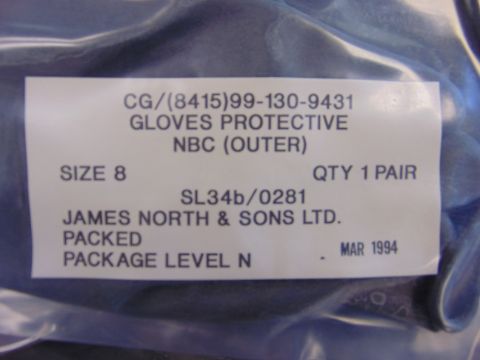 CG/(8415)99-130-9431
GLOVES PROTECTIVE
NBC (OUTER)
SIZE 8 QTY 1 PAIR
SL34b/0281
JAMES NORTH & SONS LTD.
PACKED
PACKAGE LEVEL N - MAR 1994